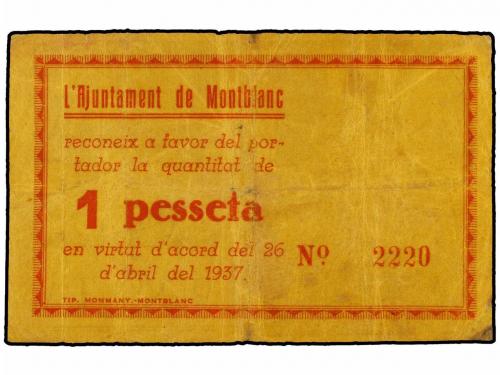 L'Ajuntament de Montblanc
reconeix a favor del por-
tador la quantitat de
1 pesseta
en virtut d'acord del 26
d'abril del 1937.
Nº 2220
TIP. MONMANY.-MONTBLANC